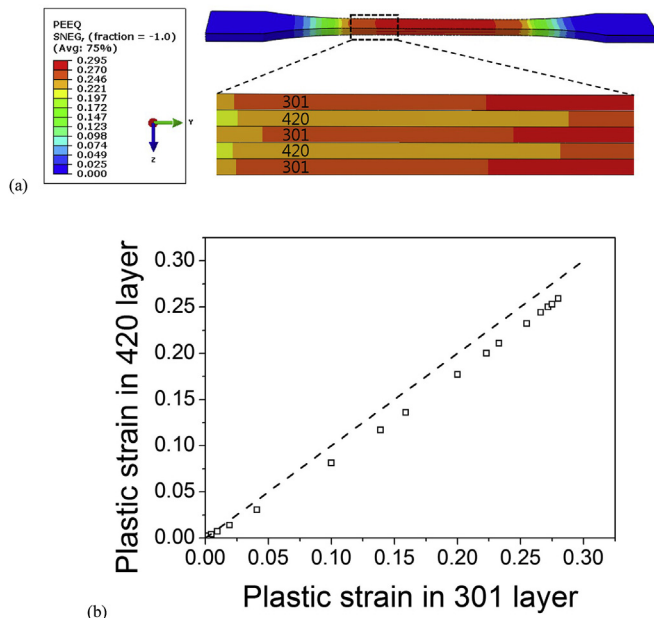 PEEQ
SNEG, (fraction = -1.0)
(Avg: 75%)
0.295
0.270
0.246
0.221
0.197
0.172
0.147
0.123
0.098
0.074
0.049
0.025
0.000
Y
Z
301
420
301
420
301
(a)
Plastic strain in 420 layer
0.30
0.25
0.20
0.15
0.10
0.05
0.00
0.00 0.05 0.10 0.15 0.20 0.25 0.30
Plastic strain in 301 layer
(b)